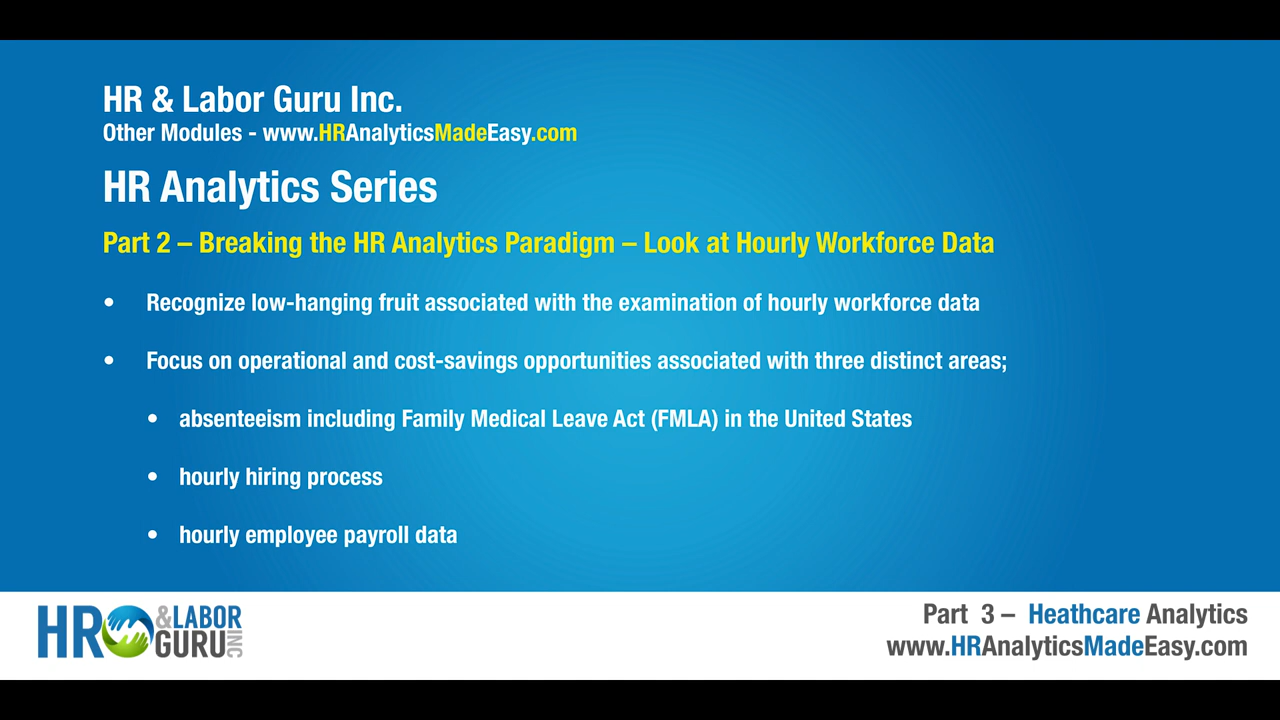 HR & Labor Guru Inc.
Other Modules - www.HRAnalyticsMadeEasy.com
HR Analytics Series
Part 2 – Breaking the HR Analytics Paradigm – Look at Hourly Workforce Data
• Recognize low-hanging fruit associated with the examination of hourly workforce data
• Focus on operational and cost-savings opportunities associated with three distinct areas;
• absenteeism including Family Medical Leave Act (FMLA) in the United States
• hourly hiring process
• hourly employee payroll data
HR &LABOR GURU INC
Part 3 – Heathcare Analytics
www.HRAnalyticsMadeEasy.com